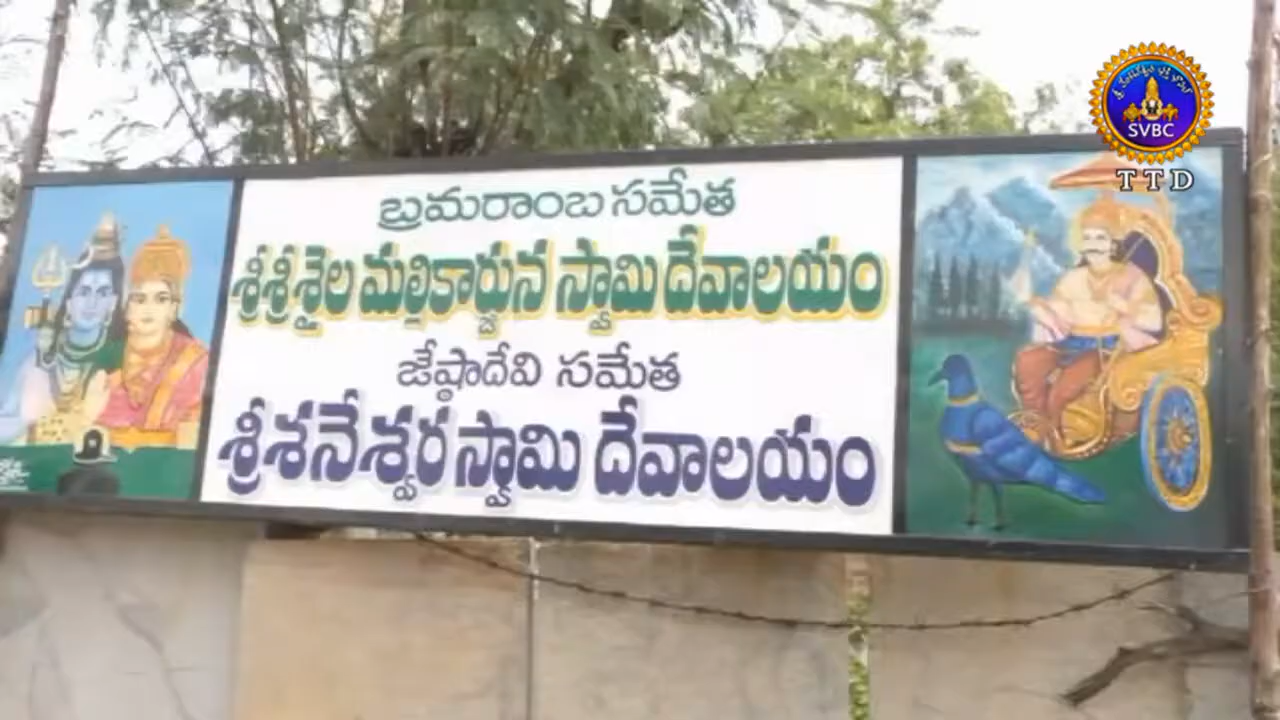 బ్రమరాంబ సమేత
శ్రీశ్రీశ్రీశైల మల్లికార్జున స్వామి దేవాలయం
జేష్ఠాదేవి సమేత
శ్రీ శనేశ్వర స్వామి దేవాలయం
SVBC
TTD